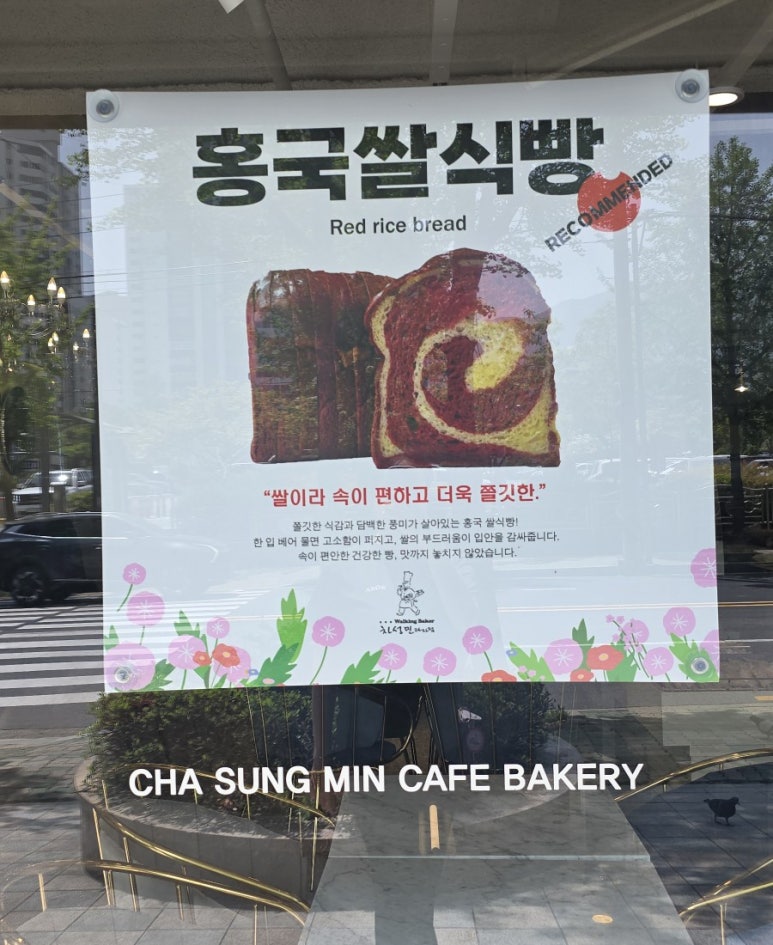 홍국쌀식빵
RECOMMENDED
Red rice bread
“쌀이라 속이 편하고 더욱 쫄깃한.”
쫄깃한 식감과 담백한 풍미가 살아있는 홍국 쌀식빵!
한 입 베어 물면 고소함이 퍼지고, 쌀의 부드러움이 입안을 감싸줍니다.
속이 편안한 건강한 빵, 맛까지 놓치지 않았습니다.
Walking Baker
차성민
CHA SUNG MIN CAFE BAKERY